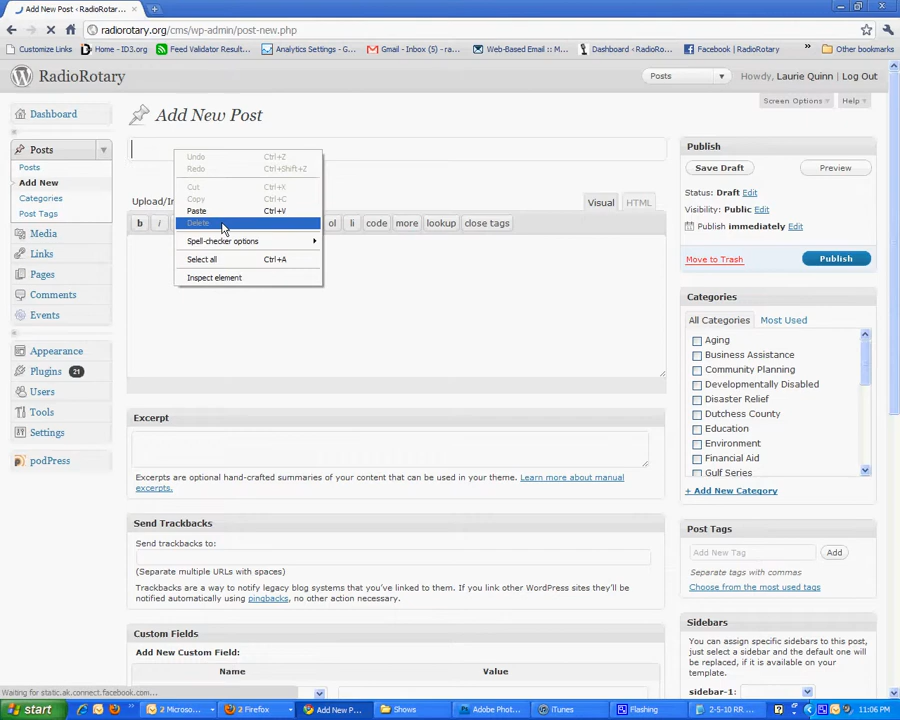 Add New Post ‹ RadioRotary...
radiorotary.org/cms/wp-admin/post-new.php
Customize Links
Home - ID3.org
Feed Validator Result...
Analytics Settings - G...
Gmail - Inbox (9) - ra...
Web-Based Email :: M...
Dashboard ‹ RadioRo...
Facebook | RadioRotary
Other bookmarks
RadioRotary
Posts
Howdy, Laurie Quinn | Log Out
Screen Options
Help
Dashboard
Posts
Posts
Add New
Categories
Post Tags
Media
Links
Pages
Comments
Events
Appearance
Plugins 21
Users
Tools
Settings
podPress
Add New Post
Undo Ctrl+Z
Redo Ctrl+Shift+Z
Cut Ctrl+X
Copy Ctrl+C
Paste Ctrl+V
Delete
Spell-checker options
Select all Ctrl+A
Inspect element
Upload/In
Visual HTML
b i ol li code more lookup close tags
Excerpt
Excerpts are optional hand-crafted summaries of your content that can be used in your theme. Learn more about manual
excerpts.
Send Trackbacks
Send trackbacks to:
(Separate multiple URLs with spaces)
Trackbacks are a way to notify legacy blog systems that you've linked to them. If you link other WordPress sites they'll be
notified automatically using pingbacks, no other action necessary.
Custom Fields
Add New Custom Field:
Name Value
Publish
Save Draft Preview
Status: Draft Edit
Visibility: Public Edit
Publish immediately Edit
Move to Trash Publish
Categories
All Categories Most Used
Aging
Business Assistance
Community Planning
Developmentally Disabled
Disaster Relief
Dutchess County
Education
Environment
Financial Aid
Gulf Series
+ Add New Category
Post Tags
Add New Tag Add
Separate tags with commas
Choose from the most used tags
Sidebars
You can assign specific sidebars to this post,
just select a sidebar and the default one
will be replaced, if it is available on your
template.
sidebar-1:
Waiting for static.ak.connect.facebook.com...
start
2 Microso...
2 Firefox
Add New P...
Shows
Adobe Phot...
iTunes
Flashing
2-5-10 RR ...
11:06 PM